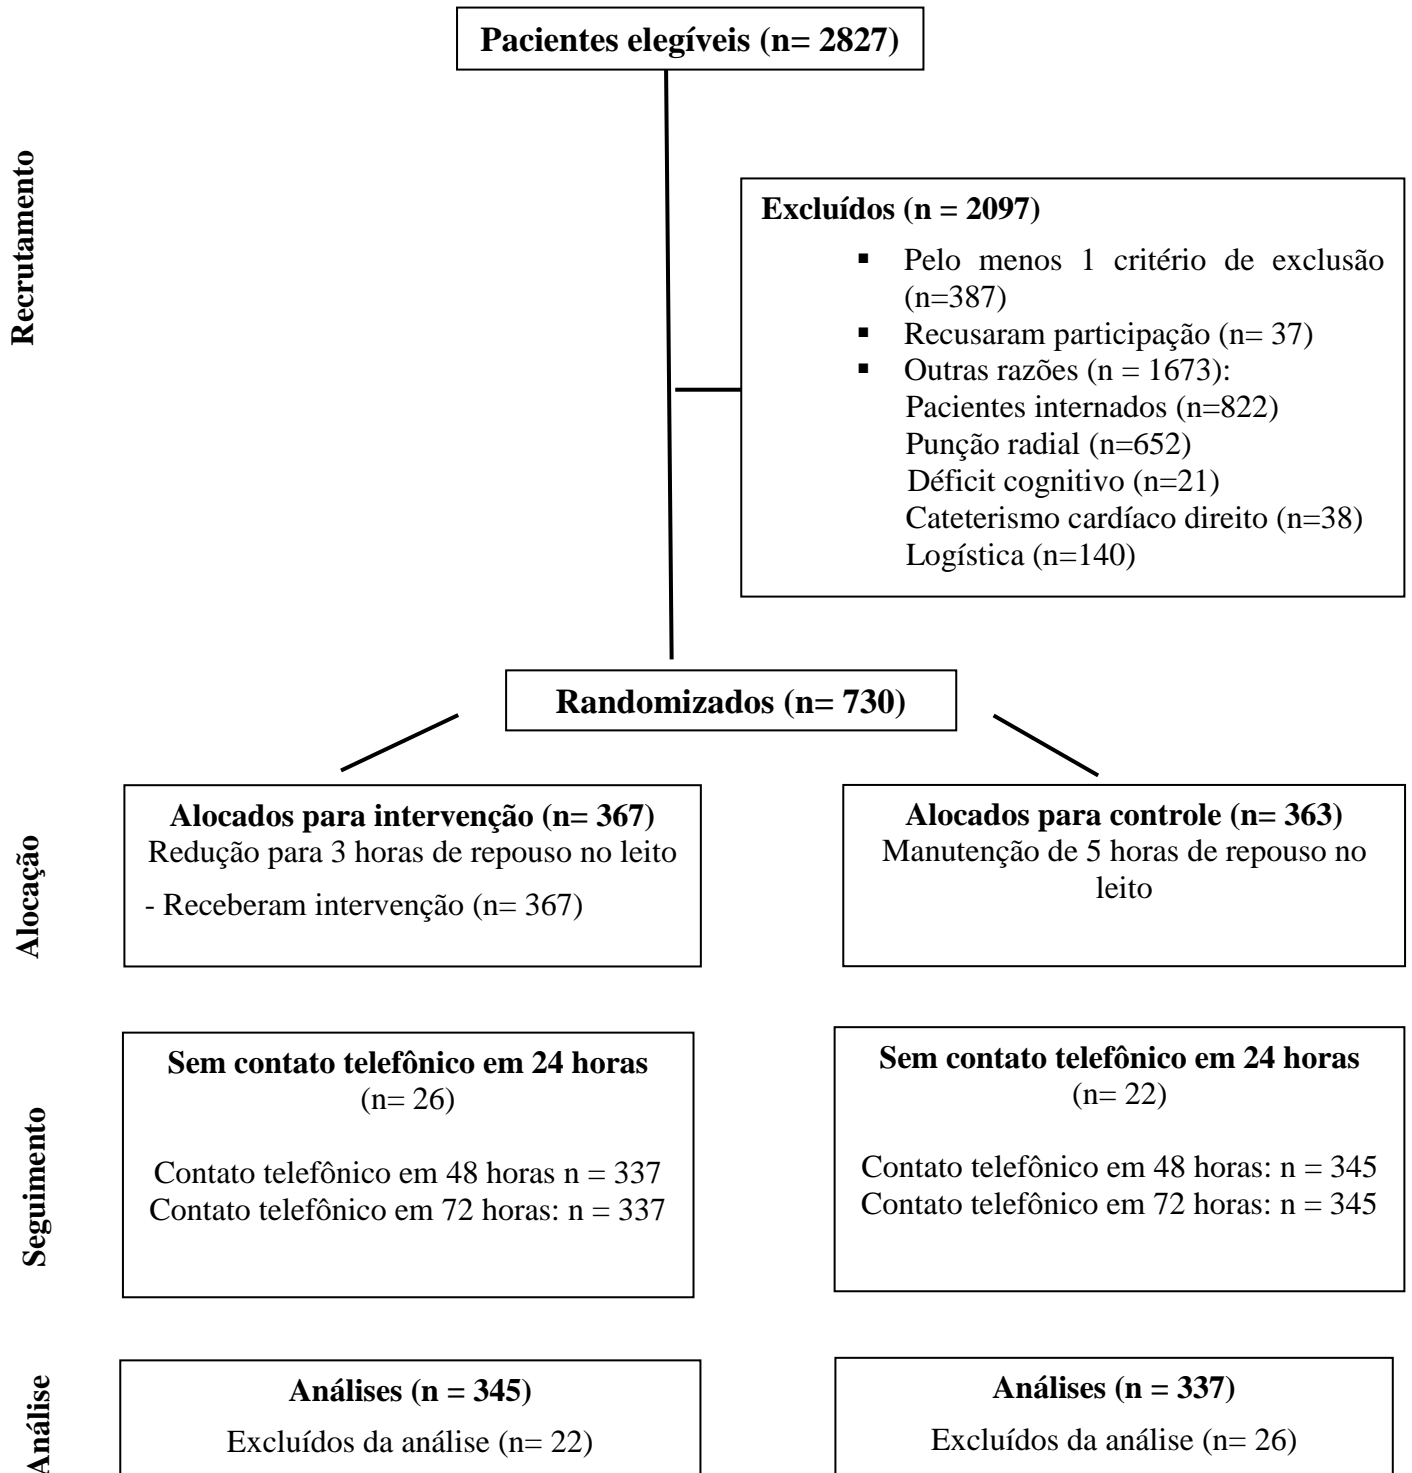 Pacientes elegíveis (n= 2827)
Recrutamento
Excluídos (n = 2097)
▪ Pelo menos 1 critério de exclusão
(n=387)
▪ Recusaram participação (n= 37)
▪ Outras razões (n = 1673):
Pacientes internados (n=822)
Punção radial (n=652)
Déficit cognitivo (n=21)
Cateterismo cardíaco direito (n=38)
Logística (n=140)
Randomizados (n= 730)
Alocação
Alocados para intervenção (n= 367)
Redução para 3 horas de repouso no leito
- Receberam intervenção (n= 367)
Alocados para controle (n= 363)
Manutenção de 5 horas de repouso no
leito
Seguimento
Sem contato telefônico em 24 horas
(n= 26)
Contato telefônico em 48 horas n = 337
Contato telefônico em 72 horas: n = 337
Sem contato telefônico em 24 horas
(n= 22)
Contato telefônico em 48 horas: n = 345
Contato telefônico em 72 horas: n = 345
Análise
Análises (n = 345)
Excluídos da análise (n= 22)
Análises (n = 337)
Excluídos da análise (n= 26)